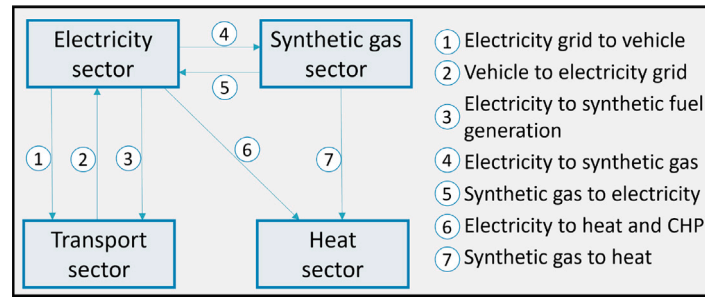 Electricity
sector
4
Synthetic gas
sector
5
1
2
3
6
7
Transport
sector
Heat
sector
1 Electricity grid to vehicle
2 Vehicle to electricity grid
3 Electricity to synthetic fuel
generation
4 Electricity to synthetic gas
5 Synthetic gas to electricity
6 Electricity to heat and CHP
7 Synthetic gas to heat